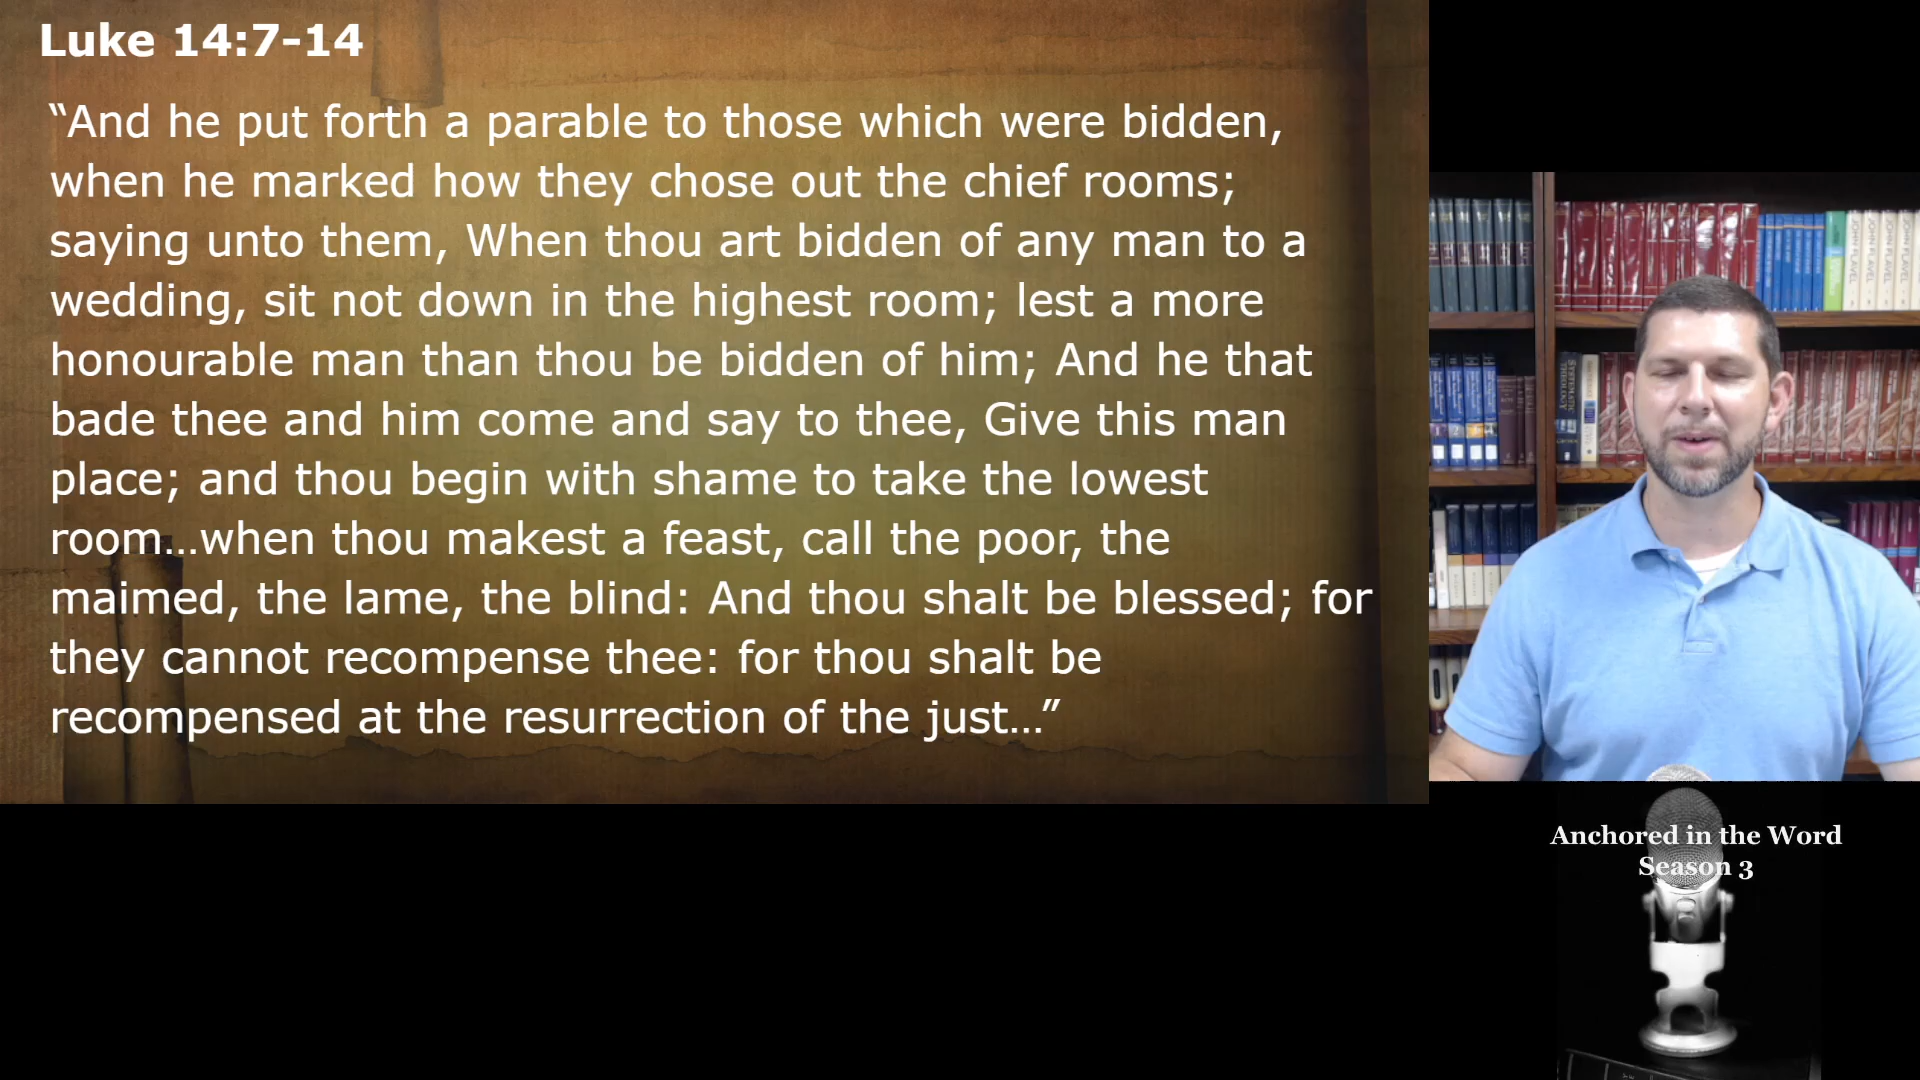 Luke 14:7-14
“And he put forth a parable to those which were bidden,
when he marked how they chose out the chief rooms;
saying unto them, When thou art bidden of any man to a
wedding, sit not down in the highest room; lest a more
honourable man than thou be bidden of him; And he that
bade thee and him come and say to thee, Give this man
place; and thou begin with shame to take the lowest
room…when thou makest a feast, call the poor, the
maimed, the lame, the blind: And thou shalt be blessed; for
they cannot recompense thee: for thou shalt be
recompensed at the resurrection of the just…”
JOHN FLAVEL
SYSTEMATIC
THEOLOGY
Anchored in the Word
Season 3